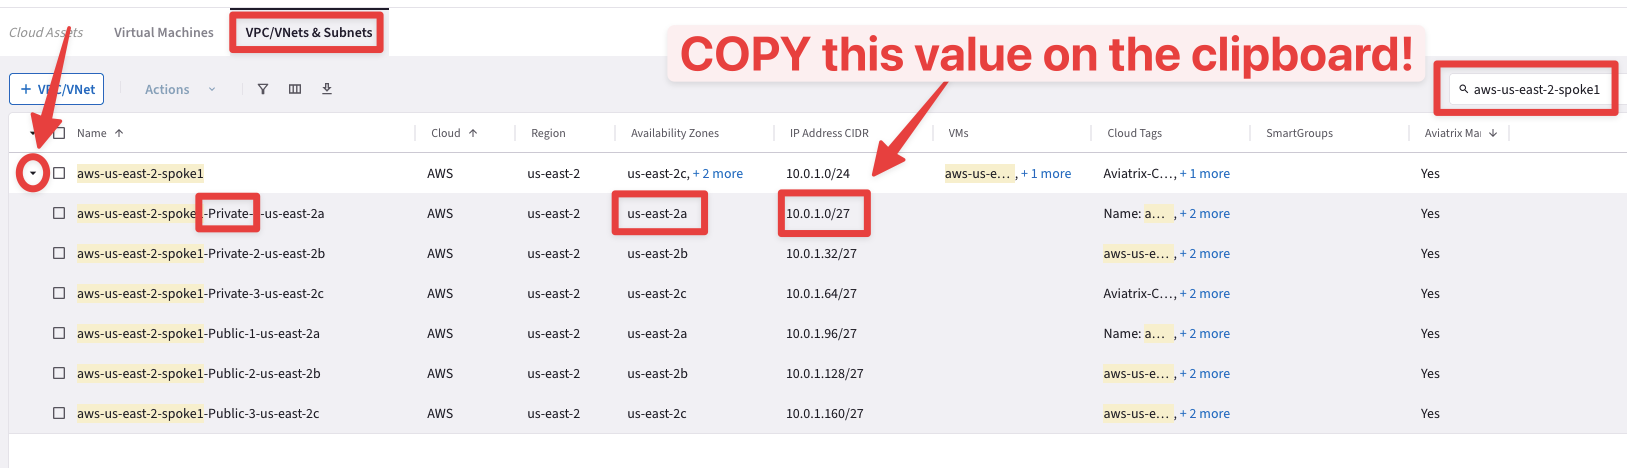 Cloud Assets Virtual Machines VPC/VNets & Subnets
COPY this value on the clipboard!
+ VPC/VNet Actions aws-us-east-2-spoke1
Name Cloud Region Availability Zones IP Address CIDR VMs Cloud Tags SmartGroups Aviatrix Mai
aws-us-east-2-spoke1 AWS us-east-2 us-east-2c, + 2 more 10.0.1.0/24 aws-us-e... , + 1 more Aviatrix-C..., + 1 more Yes
aws-us-east-2-spoke1-Private-1-us-east-2a AWS us-east-2 us-east-2a 10.0.1.0/27 Name: a... , + 2 more Yes
aws-us-east-2-spoke1-Private-2-us-east-2b AWS us-east-2 us-east-2b 10.0.1.32/27 aws-us-e... , + 2 more Yes
aws-us-east-2-spoke1-Private-3-us-east-2c AWS us-east-2 us-east-2c 10.0.1.64/27 Aviatrix-C..., + 2 more Yes
aws-us-east-2-spoke1-Public-1-us-east-2a AWS us-east-2 us-east-2a 10.0.1.96/27 Name: a... , + 2 more Yes
aws-us-east-2-spoke1-Public-2-us-east-2b AWS us-east-2 us-east-2b 10.0.1.128/27 aws-us-e... , + 2 more Yes
aws-us-east-2-spoke1-Public-3-us-east-2c AWS us-east-2 us-east-2c 10.0.1.160/27 aws-us-e... , + 2 more Yes